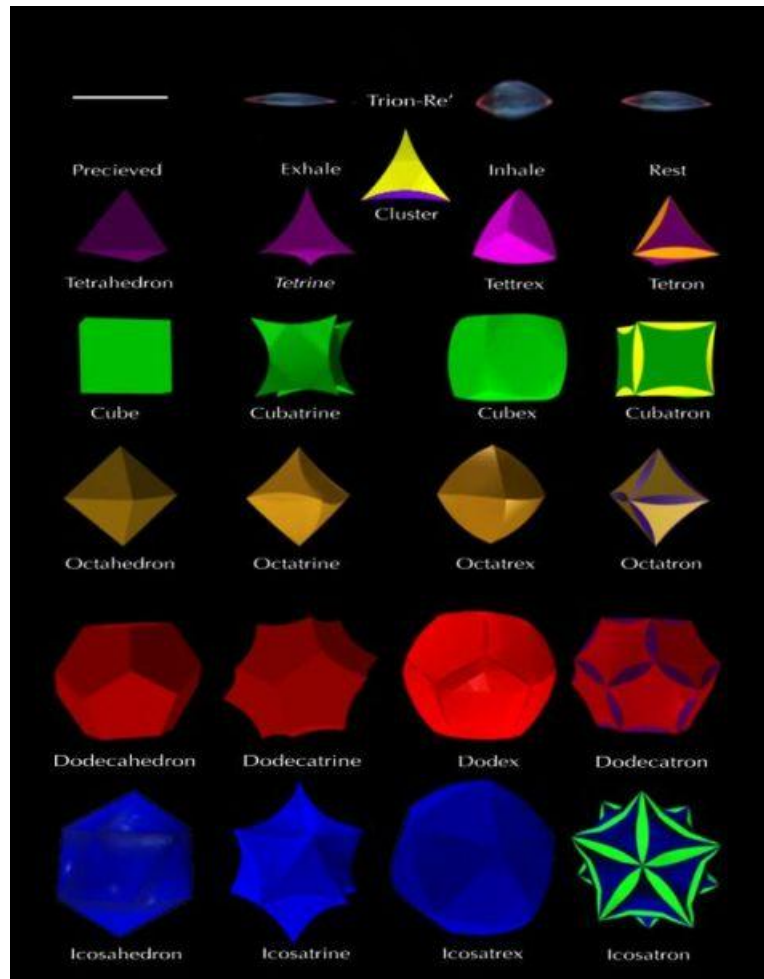 Trion-Re'
Precieved Exhale Inhale Rest
Cluster
Tetrahedron Tetrine Tettrex Tetron
Cube Cubatrine Cubex Cubatron
Octahedron Octatrine Octatrex Octatron
Dodecahedron Dodecatrine Dodex Dodecatron
Icosahedron Icosatrine Icosatrex Icosatron